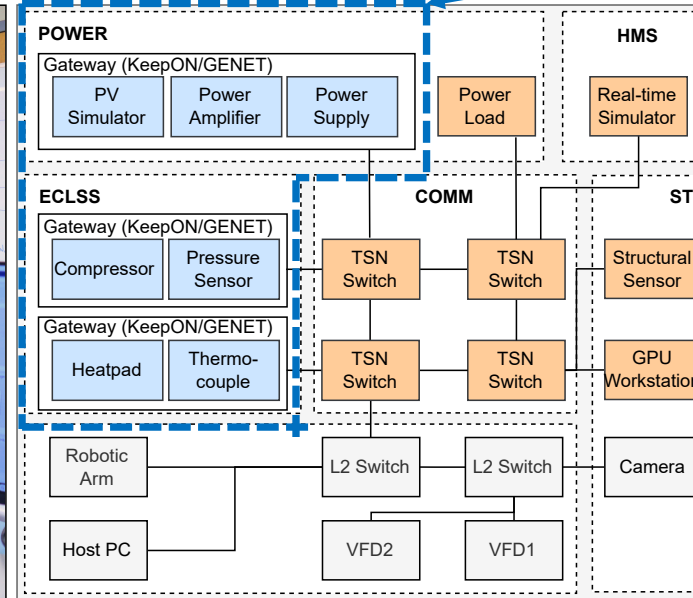 POWER
HMS
Gateway (KeepON/GENET)
PV
Simulator
Power
Amplifier
Power
Supply
Power
Load
Real-time
Simulator
ECLSS
COMM
ST
Gateway (KeepON/GENET)
Compressor
Pressure
Sensor
TSN
Switch
TSN
Switch
Structural
Sensor
Gateway (KeepON/GENET)
Heatpad
Thermo-
couple
TSN
Switch
TSN
Switch
GPU
Workstation
Robotic
Arm
L2 Switch
L2 Switch
Camera
Host PC
VFD2
VFD1